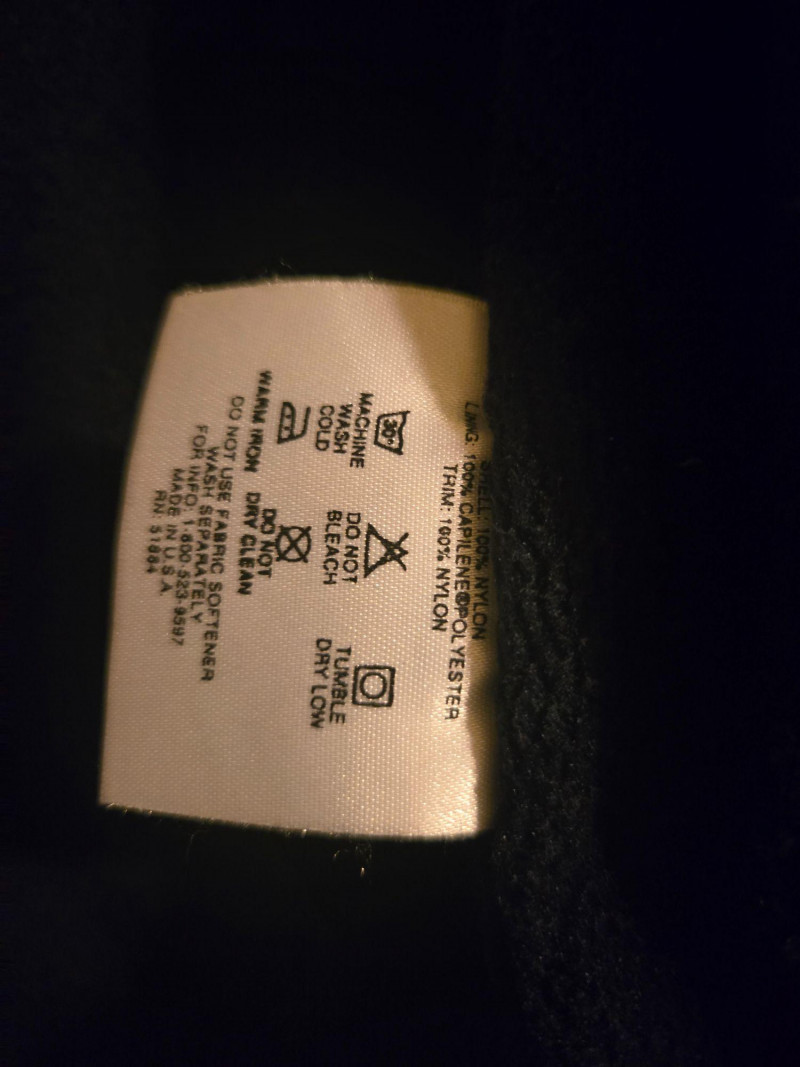 SHELL: 100% NYLON
LING: 100% CAPILENE®POLYESTER
TRIM: 100% NYLON
30°
MACHINE
WASH
COLD
DO NOT
BLEACH
TUMBLE
DRY LOW
WARM IRON
DO NOT
DRY CLEAN
DO NOT USE FABRIC SOFTENER
WASH SEPARATELY
FOR INFO: 1-800-523-9597
MADE IN U.S.A.
RN: 51884